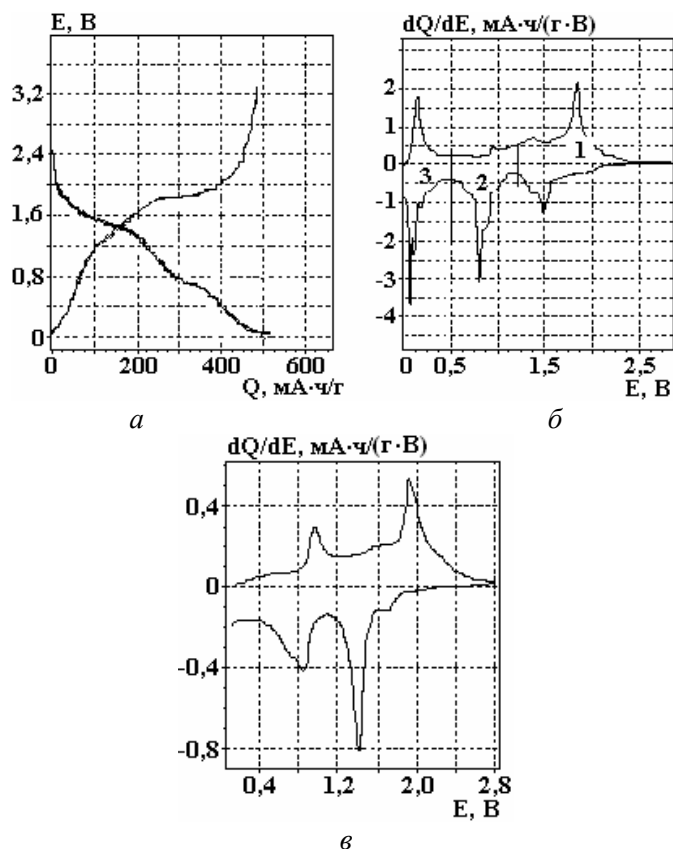 E, В
3,2
2,4
1,6
0,8
0
0 200 400 600
Q, мА·ч/г
а
dQ/dE, мА·ч/(г·В)
2
1
0
-1
-2
-3
-4
1
2
3
0 0,5 1,5 2,5
E, В
б
dQ/dE, мА·ч/(г·В)
0,4
0
-0,4
-0,8
0,4 1,2 2,0 2,8
E, В
в